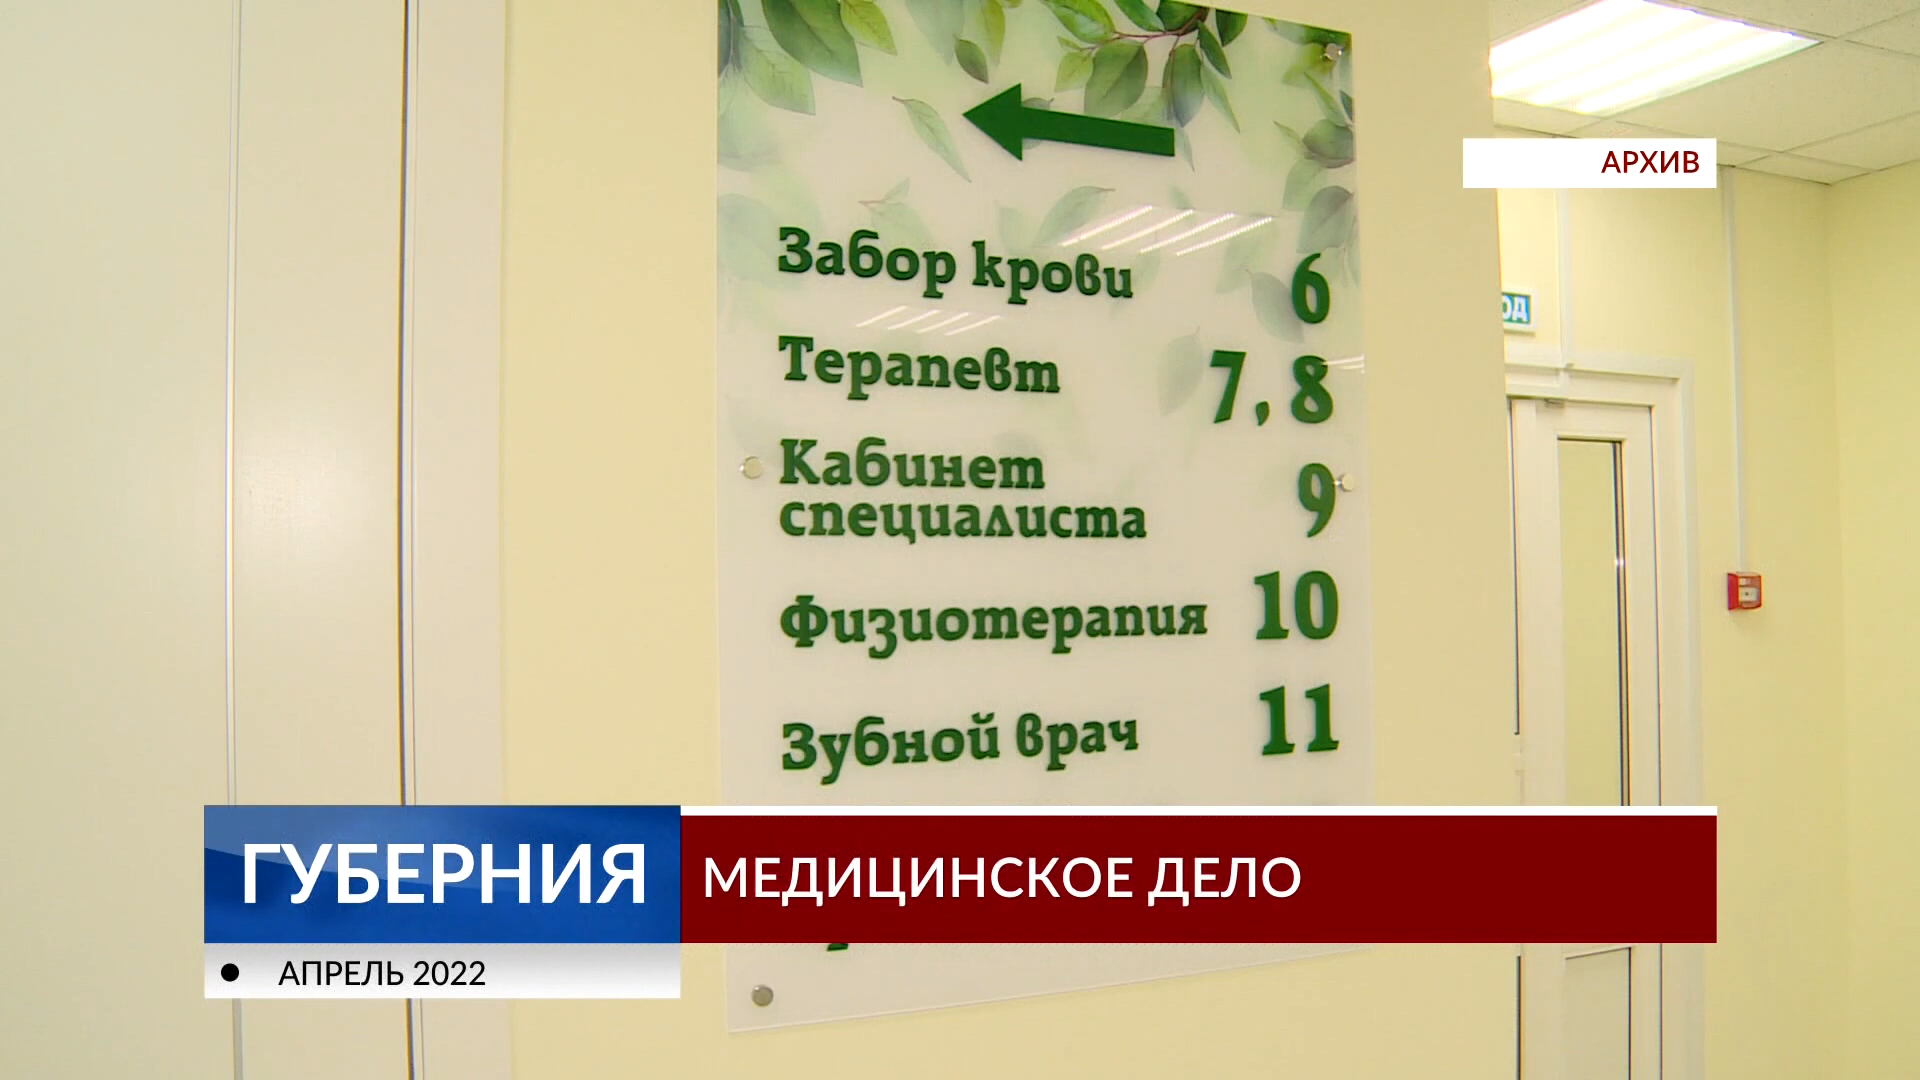 АРХИВ
Забор крови 6
Терапевт 7, 8
Кабинет
специалиста 9
Физиотерапия 10
Зубной врач 11
ГУБЕРНИЯ
МЕДИЦИНСКОЕ ДЕЛО
АПРЕЛЬ 2022